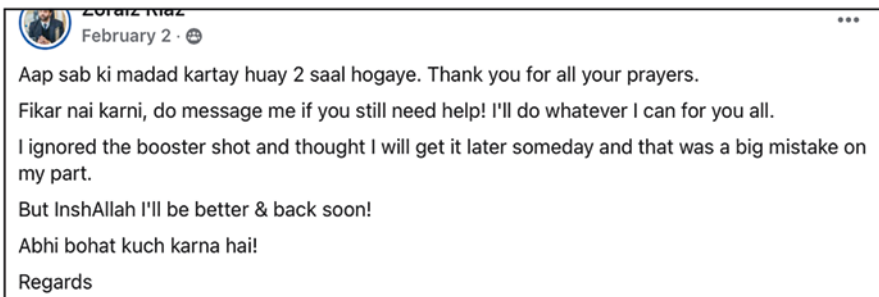 February 2 ·
Aap sab ki madad kartay huay 2 saal hogaye. Thank you for all your prayers.
Fikar nai karni, do message me if you still need help! I'll do whatever I can for you all.
I ignored the booster shot and thought I will get it later someday and that was a big mistake on
my part.
But InshAllah I'll be better & back soon!
Abhi bohat kuch karna hai!
Regards